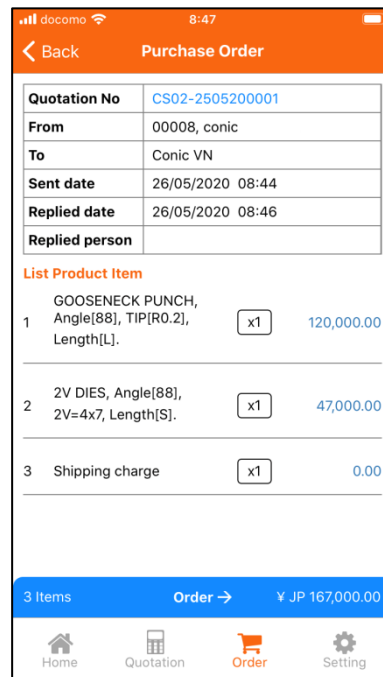 docomo 8:47
Back Purchase Order
Quotation No CS02-2505200001
From 00008, conic
To Conic VN
Sent date 26/05/2020 08:44
Replied date 26/05/2020 08:46
Replied person
List Product Item
GOOSENECK PUNCH,
1 Angle[88], TIP[R0.2], x1 120,000.00
Length[L].
2V DIES, Angle[88],
2 2V=4x7, Length[S]. x1 47,000.00
3 Shipping charge x1 0.00
3 Items Order → ¥ JP 167,000.00
Home Quotation Order Setting